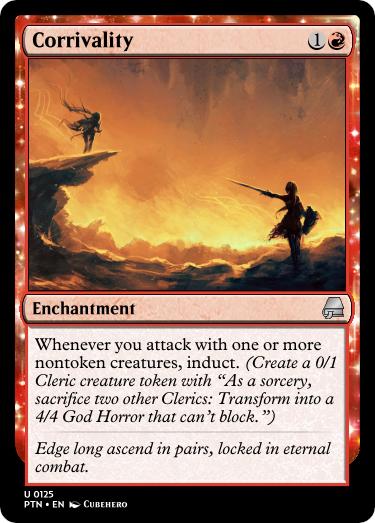 Corrivality 1
Enchantment
Whenever you attack with one or more
nontoken creatures, induct. (Create a 0/1
Cleric creature token with “As a sorcery,
sacrifice two other Clerics: Transform into a
4/4 God Horror that can’t block.”)
Edge long ascend in pairs, locked in eternal
combat.
U 0125
PTN • EN Cubehero